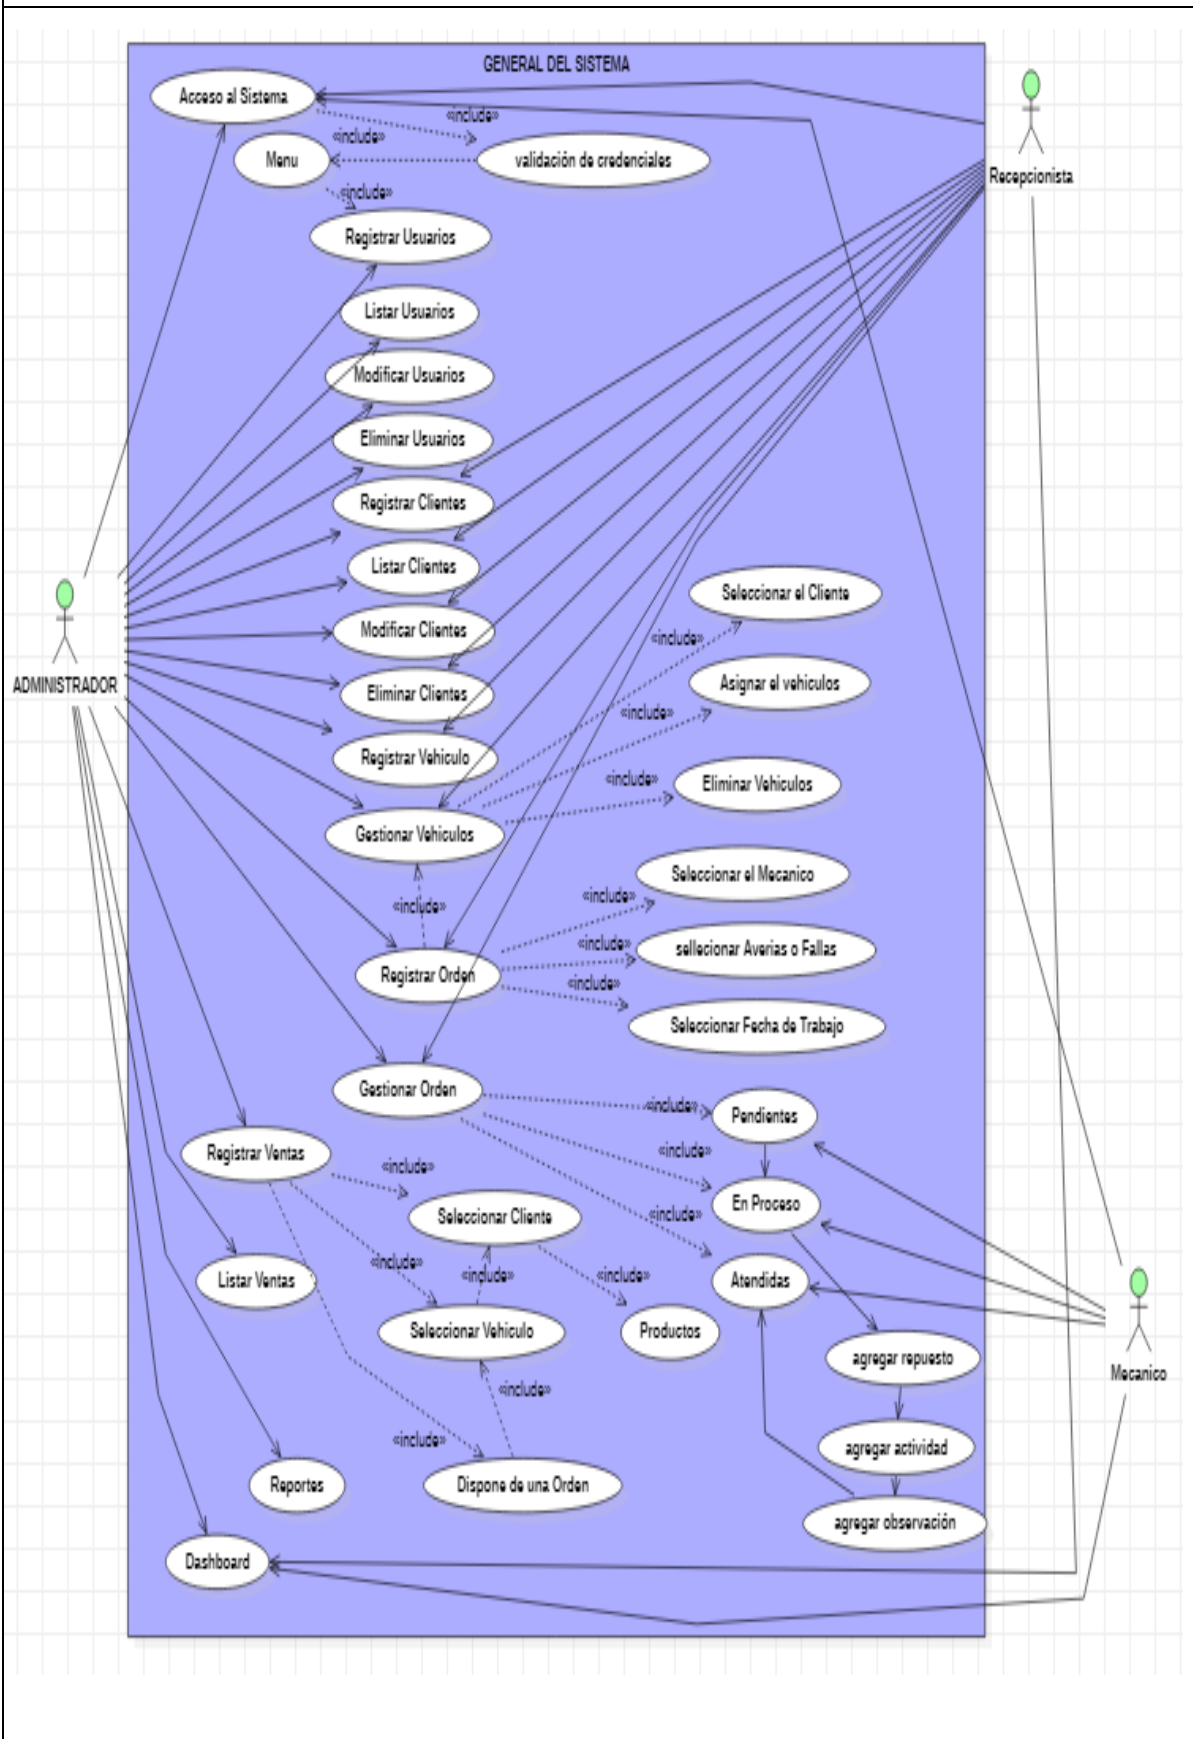 GENERAL DEL SISTEMA
Acceso al Sistema
«include»
«include»
Menu
validación de credenciales
Recepcionista
«include»
Registrar Usuarios
Listar Usuarios
Modificar Usuarios
Eliminar Usuarios
Registrar Clientes
Listar Clientes
Seleccionar el Cliente
Modificar Clientes
«include»
ADMINISTRADOR
Asignar el vehiculos
Eliminar Clientes
«include»
Registrar Vehiculo
«include»
Eliminar Vehiculos
Gestionar Vehiculos
Seleccionar el Mecanico
«include»
«include»
«include»
sellecionar Averias o Fallas
Registrar Orden
«include»
Seleccionar Fecha de Trabajo
Gestionar Orden
«include»
Pendientes
Registrar Ventas
«include»
«include»
En Proceso
Seleccionar Cliente
«include»
«include»
«include»
«include»
Listar Ventas
Atendidas
Seleccionar Vehiculo
Productos
agregar repuesto
Mecanico
«include»
«include»
agregar actividad
Reportes
Dispone de una Orden
agregar observación
Dashboard